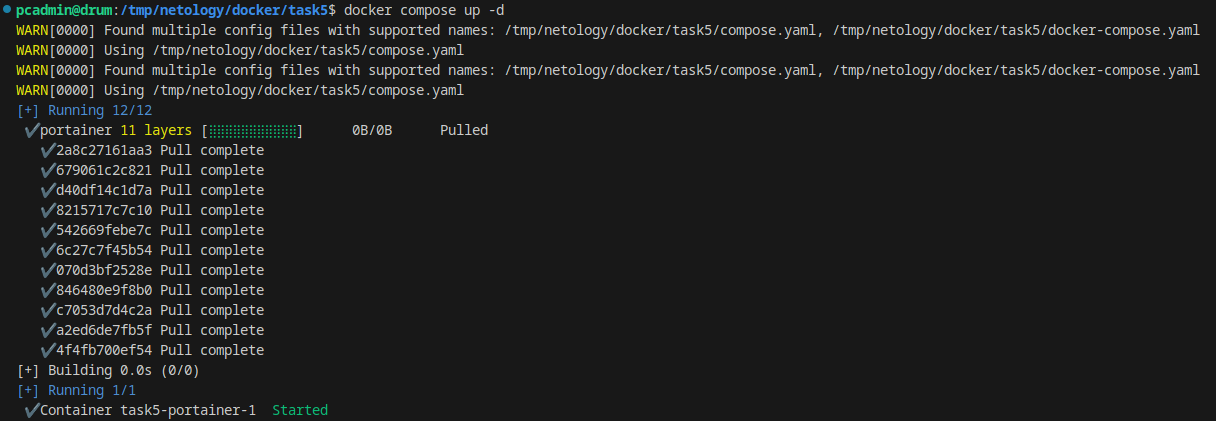 pcadmin@drum:/tmp/netology/docker/task5$ docker compose up -d
WARN[0000] Found multiple config files with supported names: /tmp/netology/docker/task5/compose.yaml, /tmp/netology/docker/task5/docker-compose.yaml
WARN[0000] Using /tmp/netology/docker/task5/compose.yaml
WARN[0000] Found multiple config files with supported names: /tmp/netology/docker/task5/compose.yaml, /tmp/netology/docker/task5/docker-compose.yaml
WARN[0000] Using /tmp/netology/docker/task5/compose.yaml
[+] Running 12/12
✔portainer 11 layers [⣿⣿⣿⣿⣿⣿⣿⣿⣿⣿⣿] 0B/0B Pulled
✔2a8c27161aa3 Pull complete
✔679061c2c821 Pull complete
✔d40df14c1d7a Pull complete
✔8215717c7c10 Pull complete
✔542669febe7c Pull complete
✔6c27c7f45b54 Pull complete
✔070d3bf2528e Pull complete
✔846480e9f8b0 Pull complete
✔c7053d7d4c2a Pull complete
✔a2ed6de7fb5f Pull complete
✔4f4fb700ef54 Pull complete
[+] Building 0.0s (0/0)
[+] Running 1/1
✔Container task5-portainer-1 Started